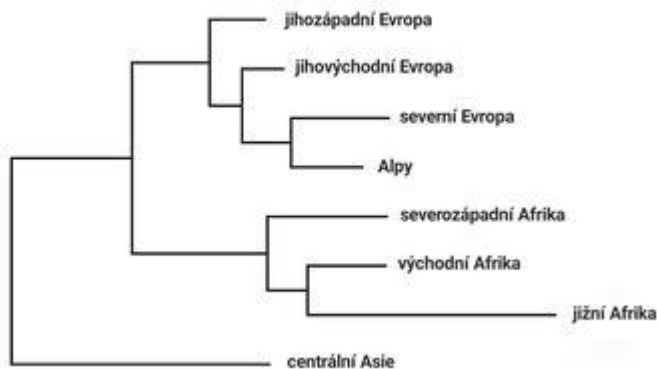 jihozápadní Evropa
jihovýchodní Evropa
severní Evropa
Alpy
severozápadní Afrika
východní Afrika
jižní Afrika
centrální Asie